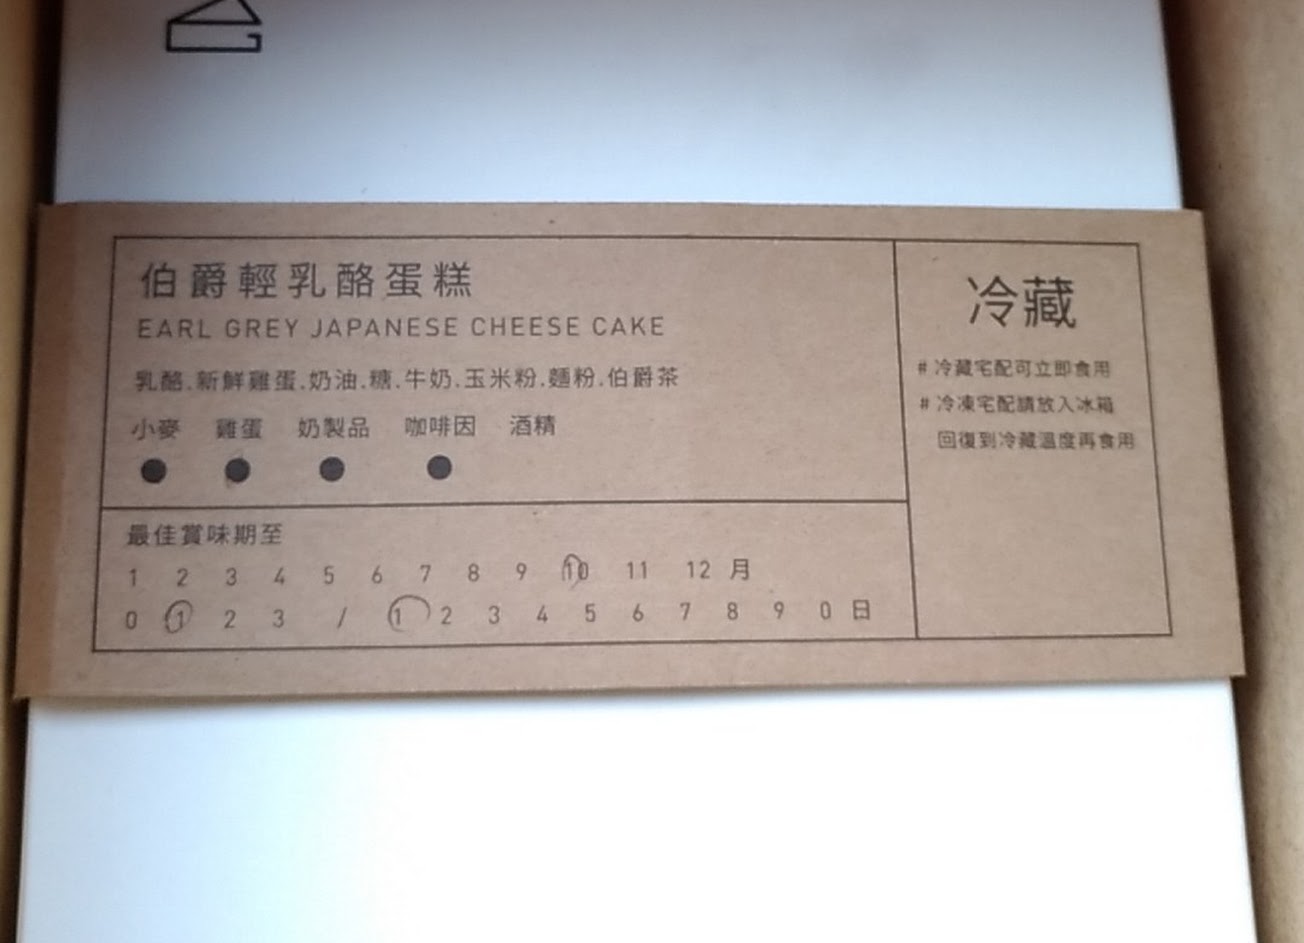 伯爵輕乳酪蛋糕
EARL GREY JAPANESE CHEESE CAKE
乳酪.新鮮雞蛋.奶油.糖.牛奶.玉米粉.麵粉.伯爵茶
小麥 雞蛋 奶製品 咖啡因 酒精
最佳賞味期至
1 2 3 4 5 6 7 8 9 10 11 12 月
0 1 2 3 / 1 2 3 4 5 6 7 8 9 0 日
冷藏
# 冷藏宅配可立即食用
# 冷凍宅配請放入冰箱
回復到冷藏溫度再食用